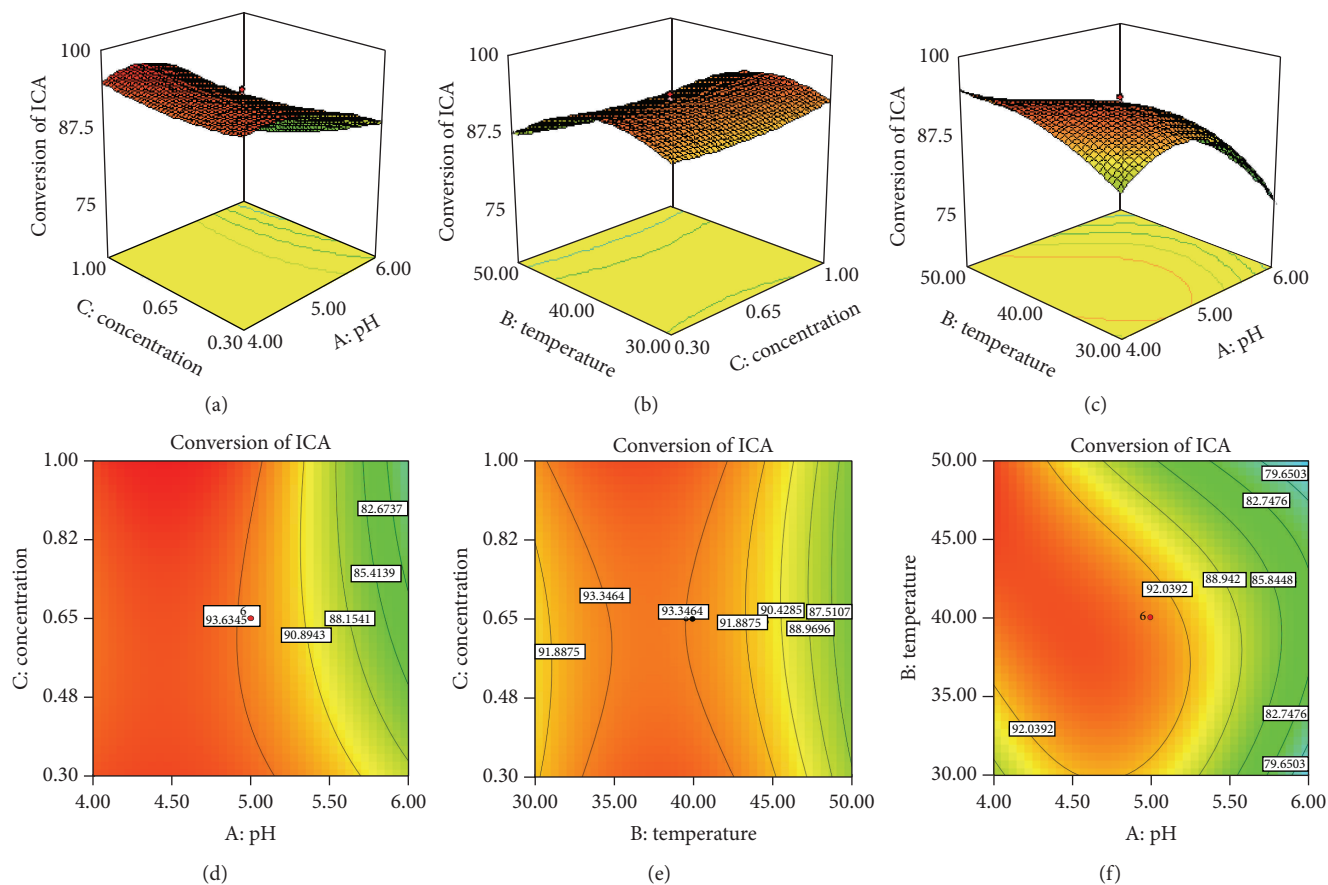 100
87.5
75
Conversion of ICA
1.00
0.65
0.30
C: concentration
4.00
5.00
6.00
A: pH
(a)
100
87.5
75
Conversion of ICA
50.00
40.00
30.00
B: temperature
0.30
0.65
1.00
C: concentration
(b)
100
87.5
75
Conversion of ICA
50.00
40.00
30.00
B: temperature
4.00
5.00
6.00
A: pH
(c)
Conversion of ICA
1.00
0.82
0.65
0.48
0.30
C: concentration
82.6737
85.4139
6
93.6345
88.1541
90.8943
4.00 4.50 5.00 5.50 6.00
A: pH
(d)
Conversion of ICA
1.00
0.82
0.65
0.48
0.30
C: concentration
93.3464
93.3464
90.4285
87.5107
91.8875
88.9696
91.8875
30.00 35.00 40.00 45.00 50.00
B: temperature
(e)
Conversion of ICA
50.00
45.00
40.00
35.00
30.00
B: temperature
79.6503
82.7476
88.942
85.8448
92.0392
6
82.7476
92.0392
79.6503
4.00 4.50 5.00 5.50 6.00
A: pH
(f)